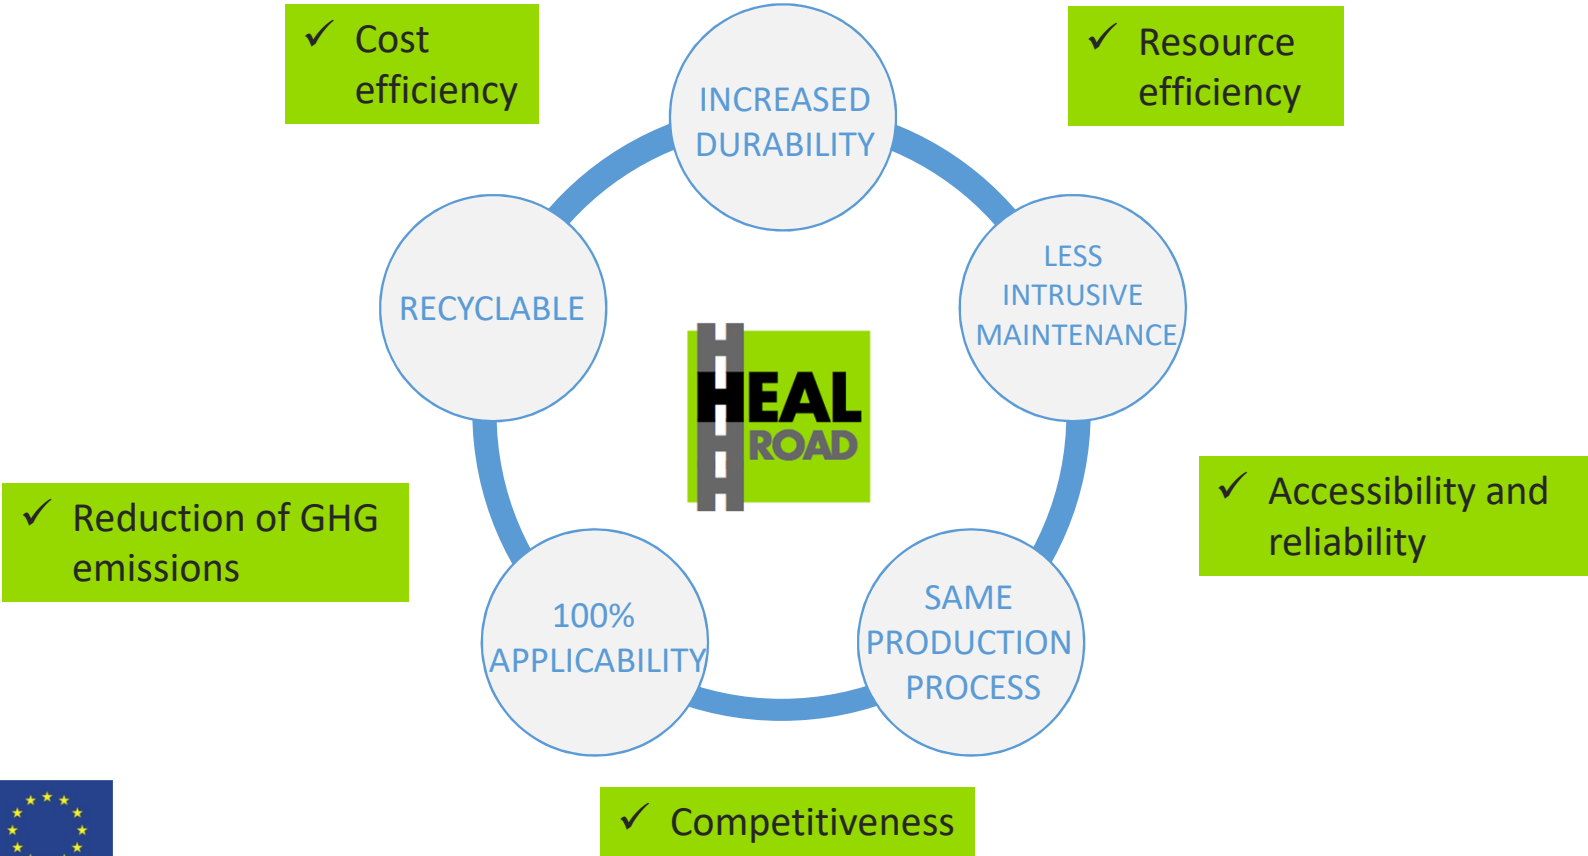 ✓ Cost
efficiency
✓ Resource
efficiency
INCREASED
DURABILITY
LESS
INTRUSIVE
MAINTENANCE
RECYCLABLE
HEAL
ROAD
✓ Accessibility and
reliability
✓ Reduction of GHG
emissions
SAME
PRODUCTION
PROCESS
100%
APPLICABILITY
✓ Competitiveness